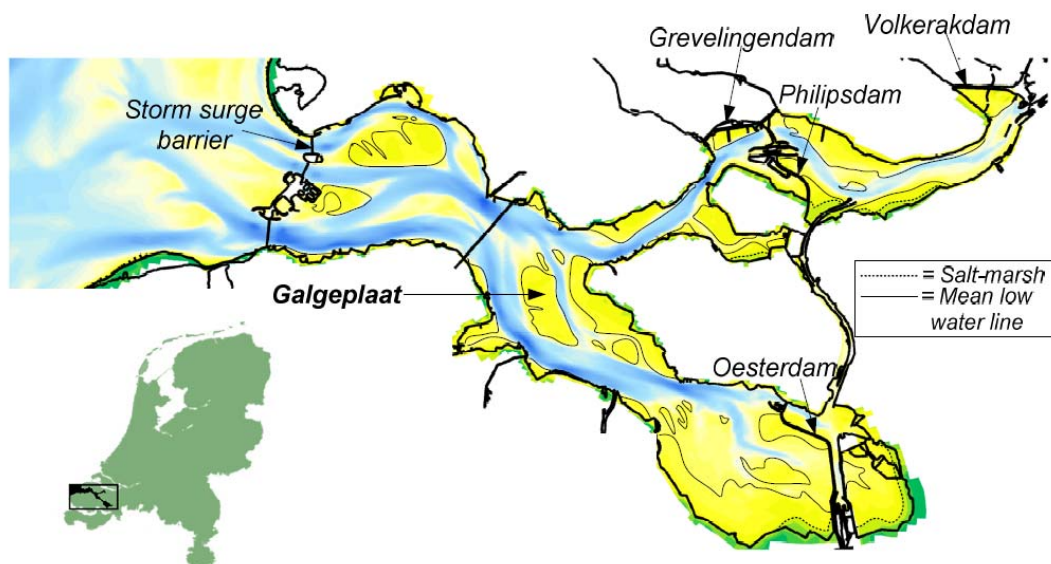 Volkerakdam
Grevelingendam
Philipsdam
Storm surge
barrier
Galgeplaat
= Salt-marsh
= Mean low
water line
Oesterdam